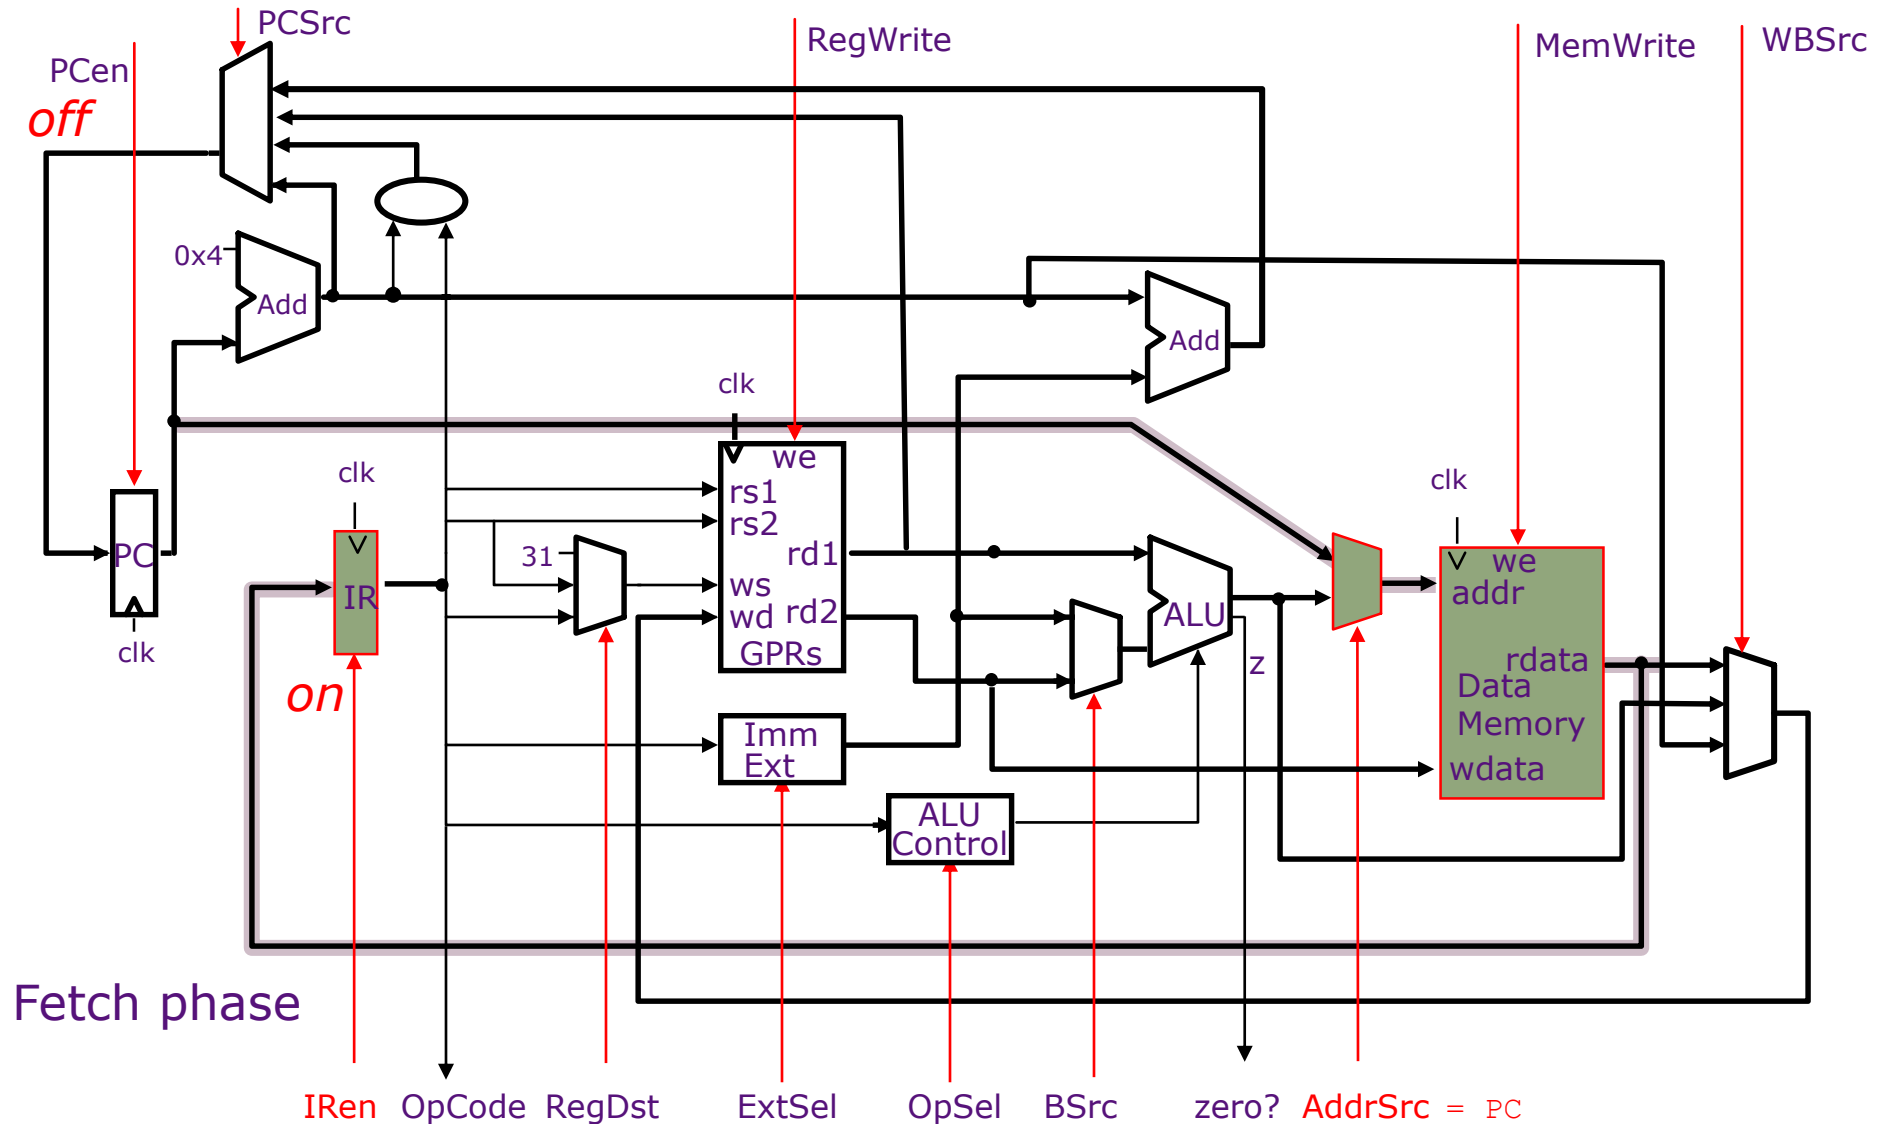 PCSrc
RegWrite
MemWrite
WBSrc
PCen
off
0x4
Add
Add
clk
we
clk
clk
rs1
rs2
31
rd1
PC
IR
we
addr
ws
wd
rd2
ALU
GPRs
clk
z
rdata
Data
Memory
on
Imm
Ext
wdata
ALU
Control
Fetch phase
IRen
OpCode
RegDst
ExtSel
OpSel
BSrc
zero?
AddrSrc = PC